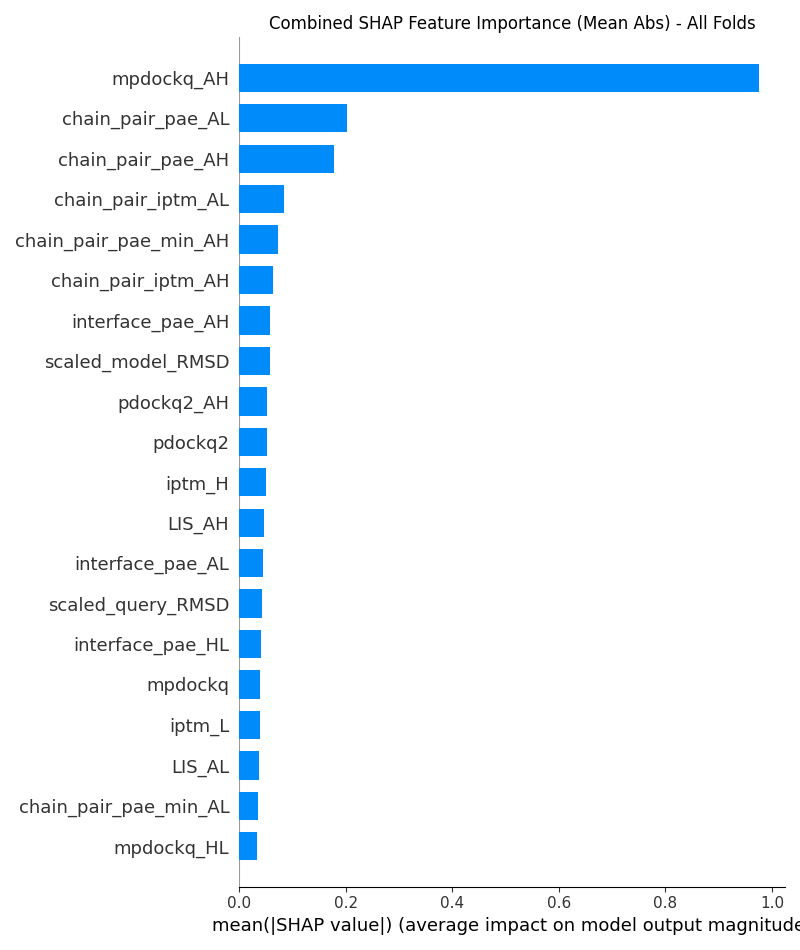 Combined SHAP Feature Importance (Mean Abs) - All Folds
mpdockq_AH
chain_pair_pae_AL
chain_pair_pae_AH
chain_pair_iptm_AL
chain_pair_pae_min_AH
chain_pair_iptm_AH
interface_pae_AH
scaled_model_RMSD
pdockq2_AH
pdockq2
iptm_H
LIS_AH
interface_pae_AL
scaled_query_RMSD
interface_pae_HL
mpdockq
iptm_L
LIS_AL
chain_pair_pae_min_AL
mpdockq_HL
0.0 0.2 0.4 0.6 0.8 1.0
mean(|SHAP value|) (average impact on model output magnitude